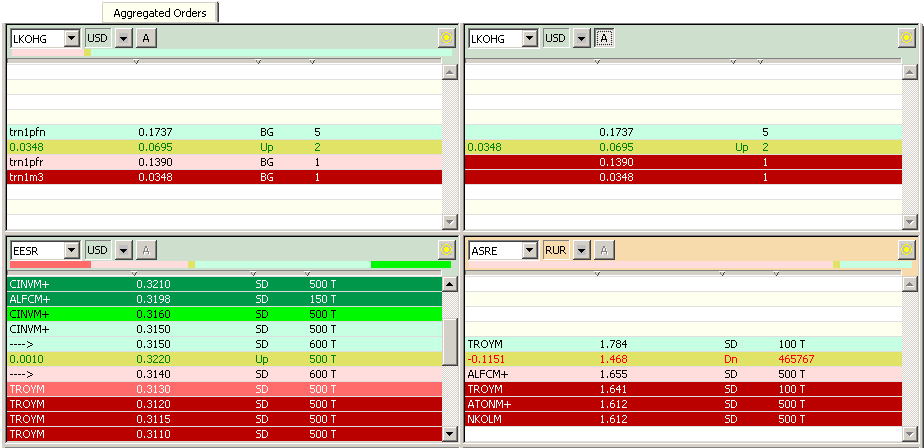 Aggregated Orders
LKOHG USD A
trn1pfn 0.1737 BG 5
0.0348 0.0695 Up 2
trn1pfr 0.1390 BG 1
trn1m3 0.0348 BG 1
LKOHG USD A
0.1737 5
0.0348 0.0695 Up 2
0.1390 1
0.0348 1
EESR USD A
CINVM+ 0.3210 SD 500 T
ALFCM+ 0.3198 SD 150 T
CINVM+ 0.3160 SD 500 T
CINVM+ 0.3150 SD 500 T
----> 0.3150 SD 600 T
0.0010 0.3220 Up 500 T
----> 0.3140 SD 600 T
TROYM 0.3130 SD 500 T
TROYM 0.3120 SD 500 T
TROYM 0.3115 SD 500 T
TROYM 0.3110 SD 500 T
ASRE RUR A
TROYM 1.784 SD 100 T
-0.1151 1.468 Dn 465767
ALFCM+ 1.655 SD 500 T
TROYM 1.641 SD 100 T
ATONM+ 1.612 SD 500 T
NKOLM 1.612 SD 500 T